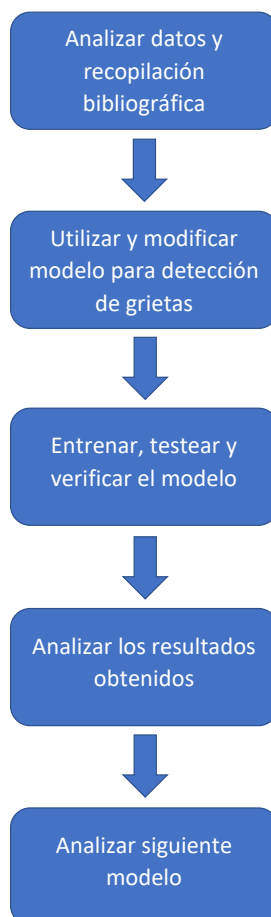 Analizar datos y
recopilación
bibliográfica
Utilizar y modificar
modelo para detección
de grietas
Entrenar, testear y
verificar el modelo
Analizar los resultados
obtenidos
Analizar siguiente
modelo